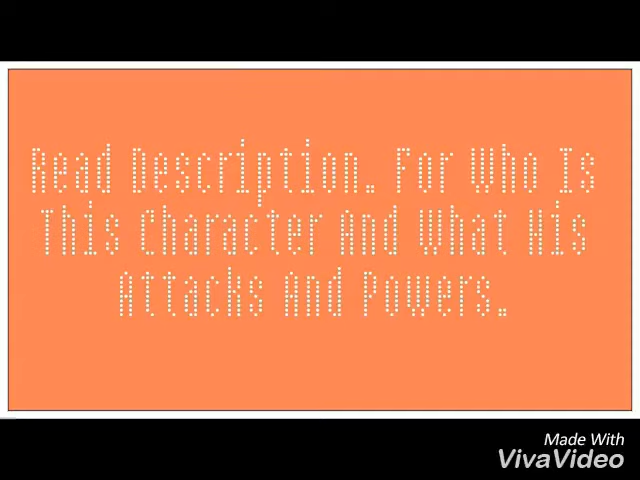 Read Description. For Who Is
This Character And What His
Attacks And Powers.
Made With
VivaVideo